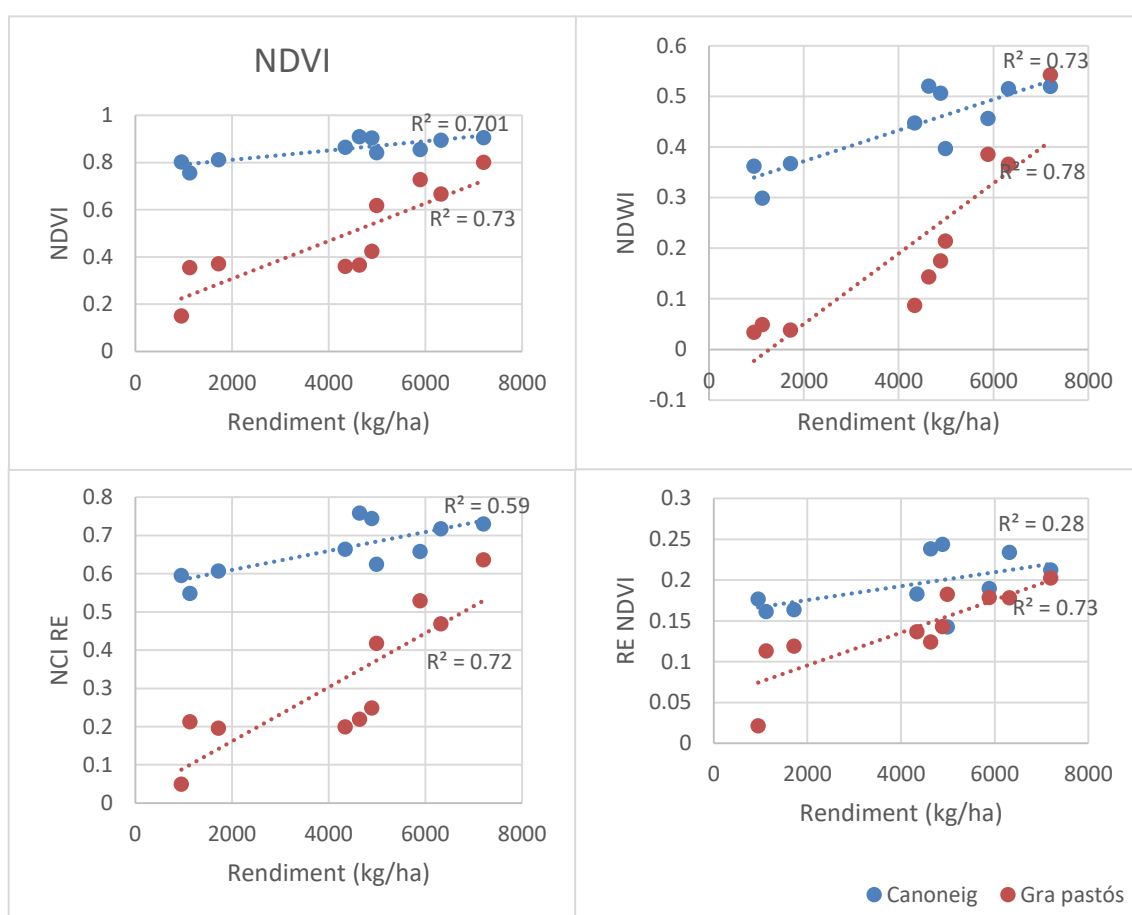 NDVI
NDVI
1
0.8
0.6
0.4
0.2
0
R² = 0.701
R² = 0.73
0 2000 4000 6000 8000
Rendiment (kg/ha)
NDWI
0.6
0.5
0.4
0.3
0.2
0.1
0
-0.1
R² = 0.73
R² = 0.78
0 2000 4000 6000 8000
Rendiment (kg/ha)
NCI RE
0.8
0.7
0.6
0.5
0.4
0.3
0.2
0.1
0
R² = 0.59
R² = 0.72
0 2000 4000 6000 8000
Rendiment (kg/ha)
RE NDVI
0.3
0.25
0.2
0.15
0.1
0.05
0
R² = 0.28
R² = 0.73
0 2000 4000 6000 8000
Rendiment (kg/ha)
Canoneig Gra pastós